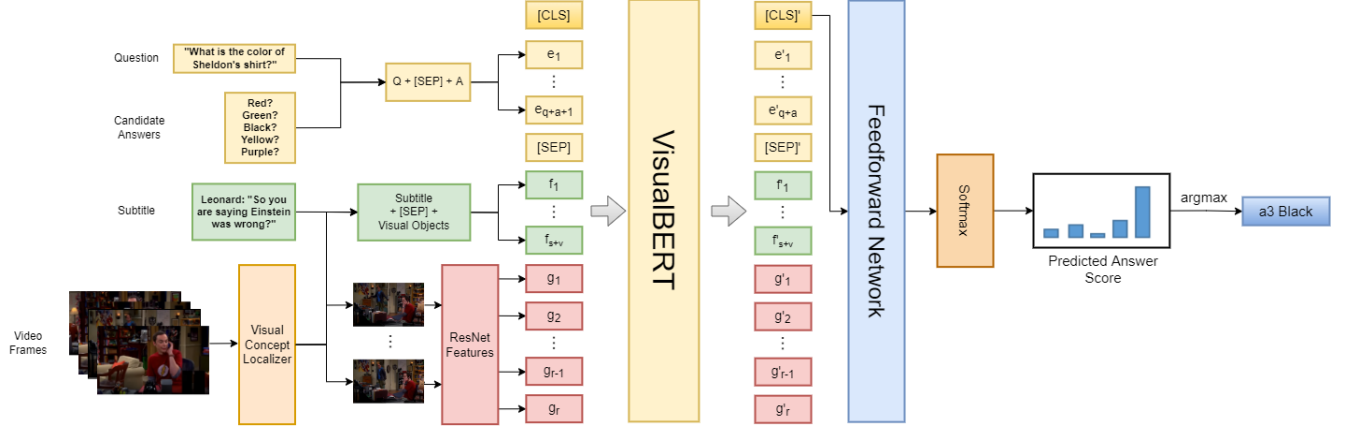 Question
"What is the color of
Sheldon's shirt?"
Candidate
Answers
Red?
Green?
Black?
Yellow?
Purple?
Q + [SEP] + A
Subtitle
Leonard: "So you
are saying Einstein
was wrong?"
Subtitle
+ [SEP] +
Visual Objects
Video
Frames
Visual
Concept
Localizer
ResNet
Features
[CLS]
e1
⋮
eq+a+1
[SEP]
f1
⋮
fs+v
g1
g2
⋮
gr-1
gr
VisualBERT
[CLS]'
e'1
⋮
e'q+a
[SEP]'
f'1
⋮
f's+v
g'1
g'2
⋮
g'r-1
g'r
Feedforward Network
Softmax
Predicted Answer
Score
argmax
a3 Black